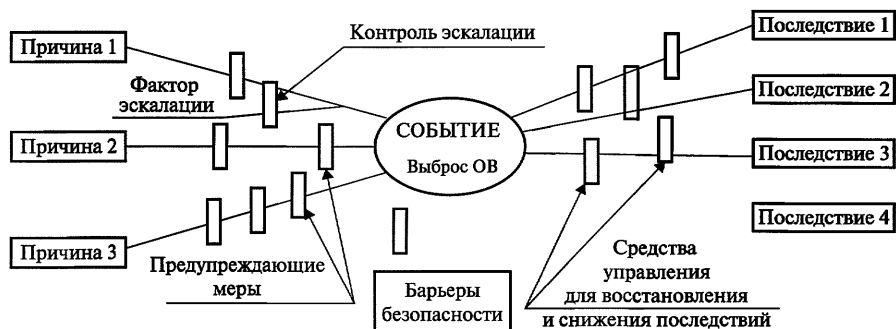 Причина 1
Контроль эскалации
Последствие 1
Фактор
эскалации
Последствие 2
СОБЫТИЕ
Выброс ОВ
Причина 2
Последствие 3
Последствие 4
Причина 3
Предупреждающие
меры
Барьеры
безопасности
Средства
управления
для восстановления
и снижения последствий